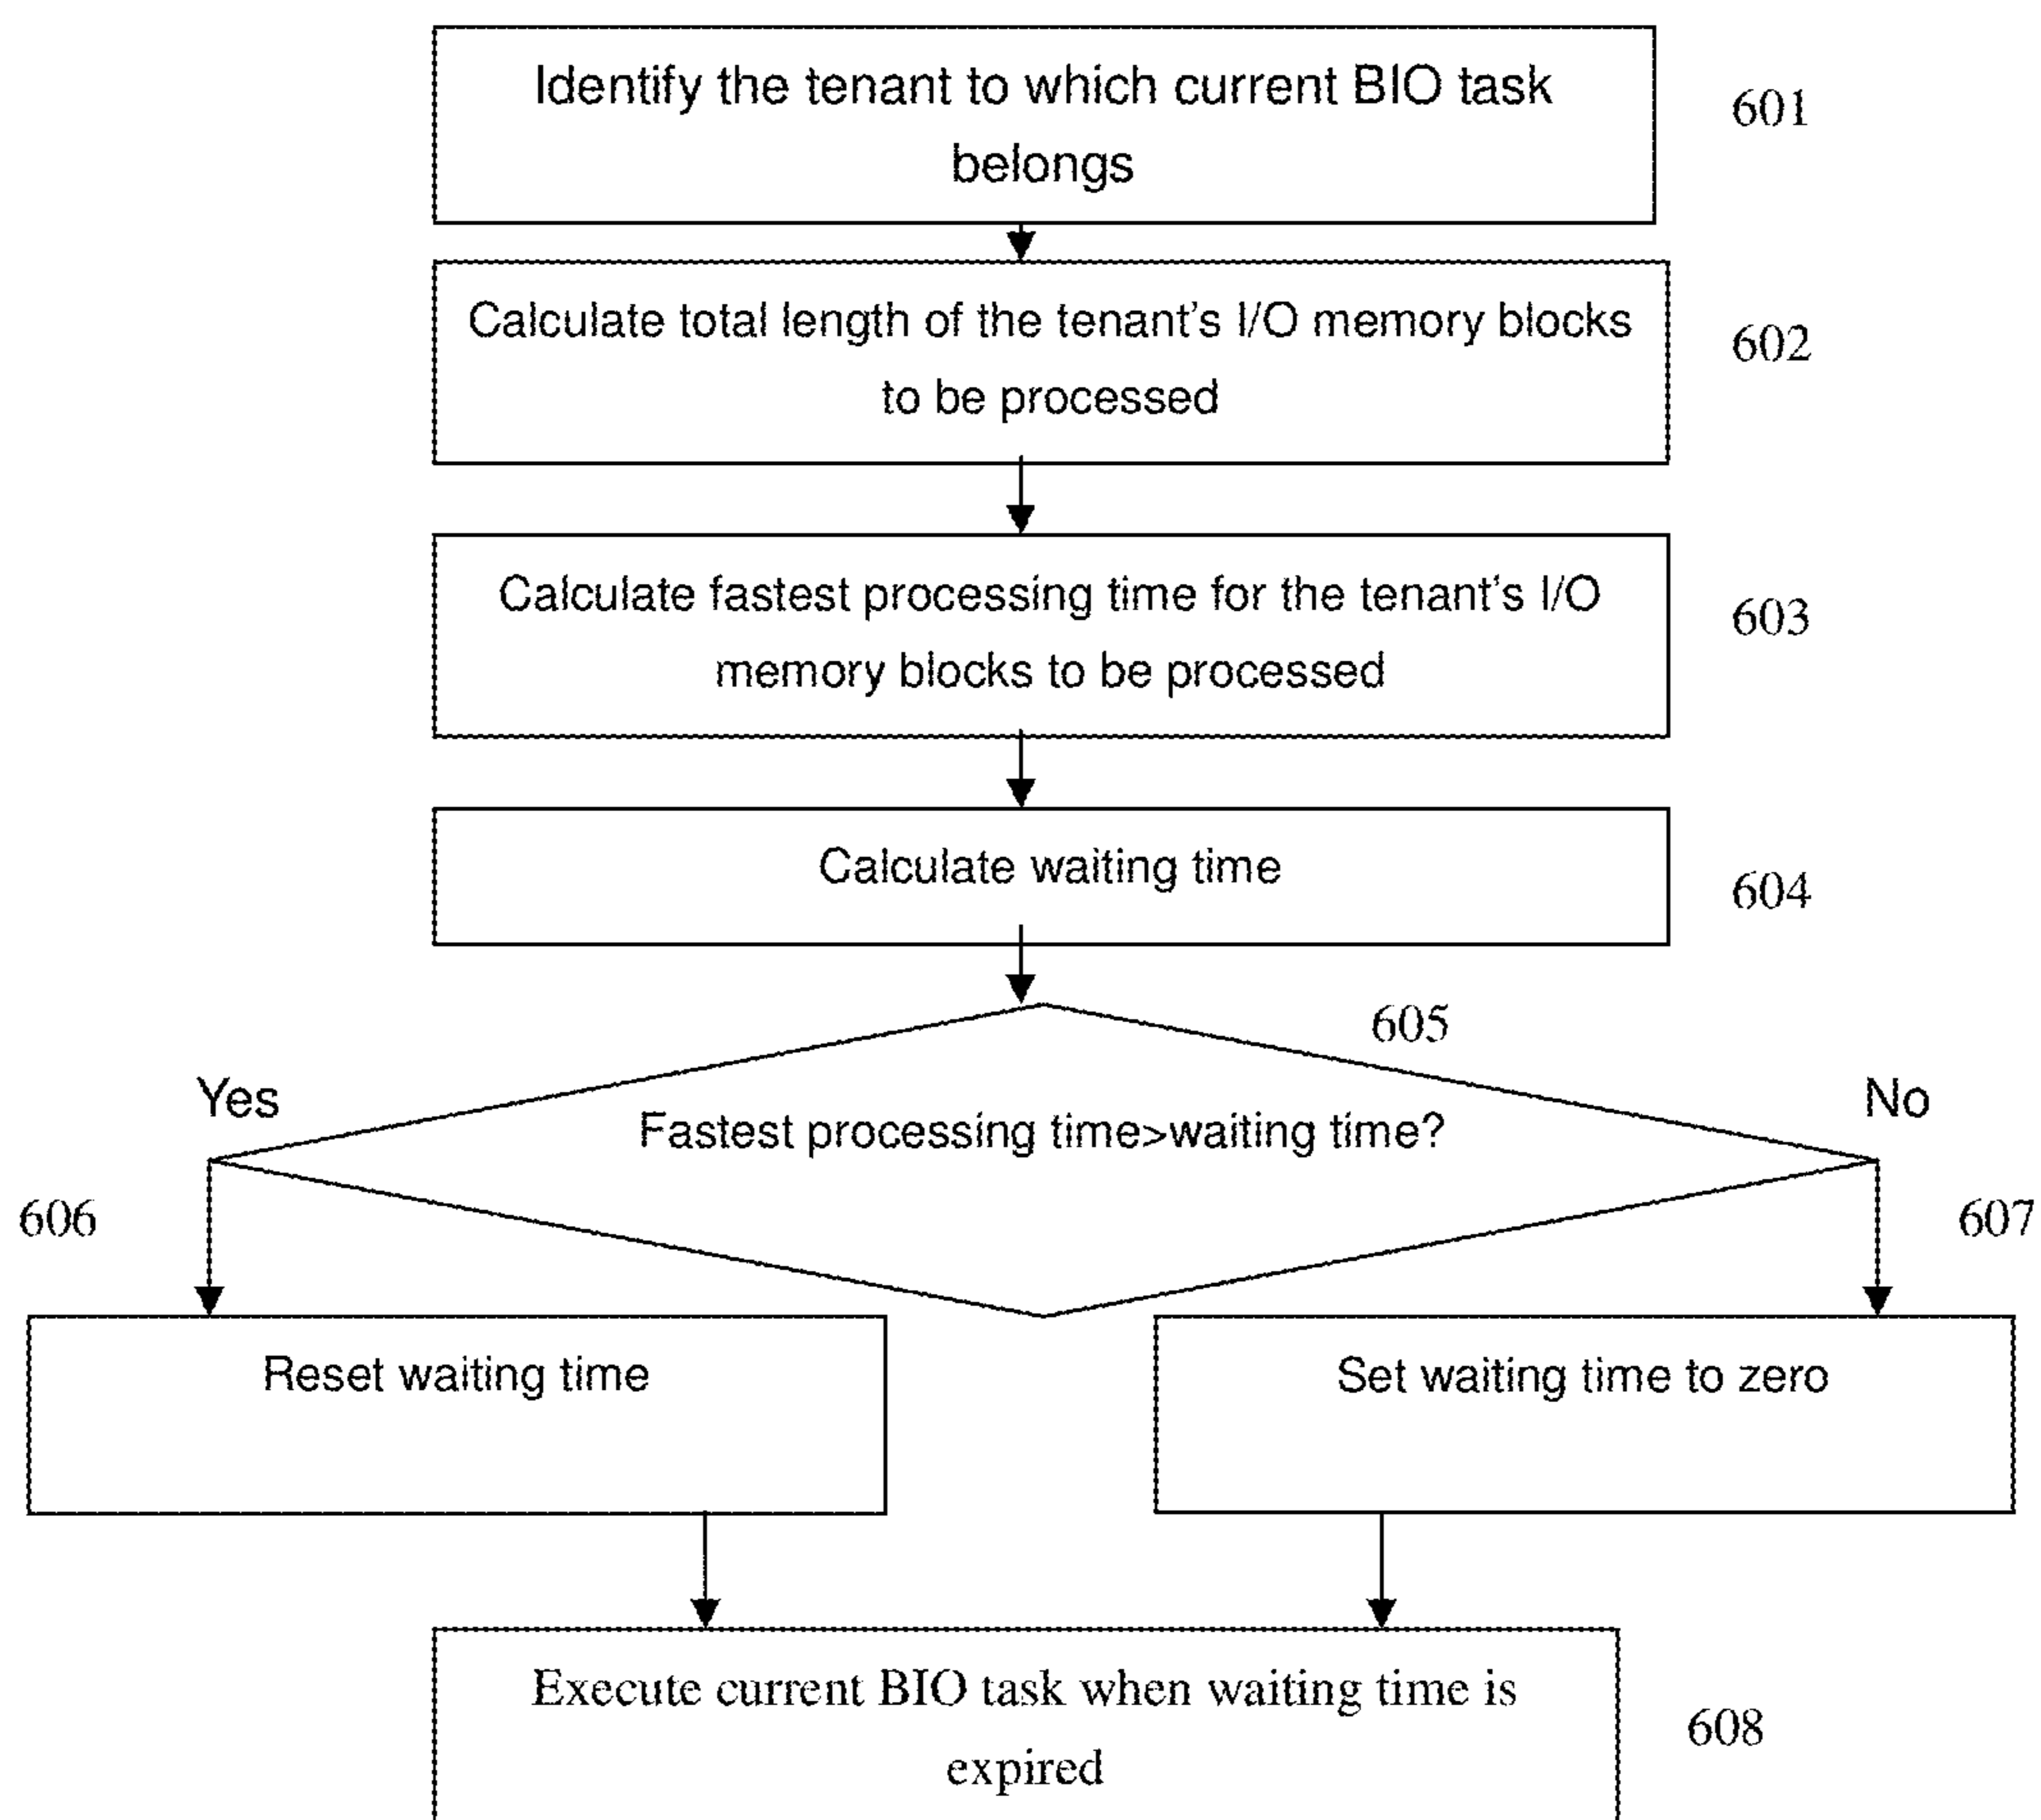 Identify the tenant to which current BIO task
belongs
601
Calculate total length of the tenant's I/O memory blocks
to be processed
602
Calculate fastest processing time for the tenant's I/O
memory blocks to be processed
603
Calculate waiting time
604
605
Yes
No
Fastest processing time>waiting time?
606
607
Reset waiting time
Set waiting time to zero
Execute current BIO task when waiting time is
expired
608